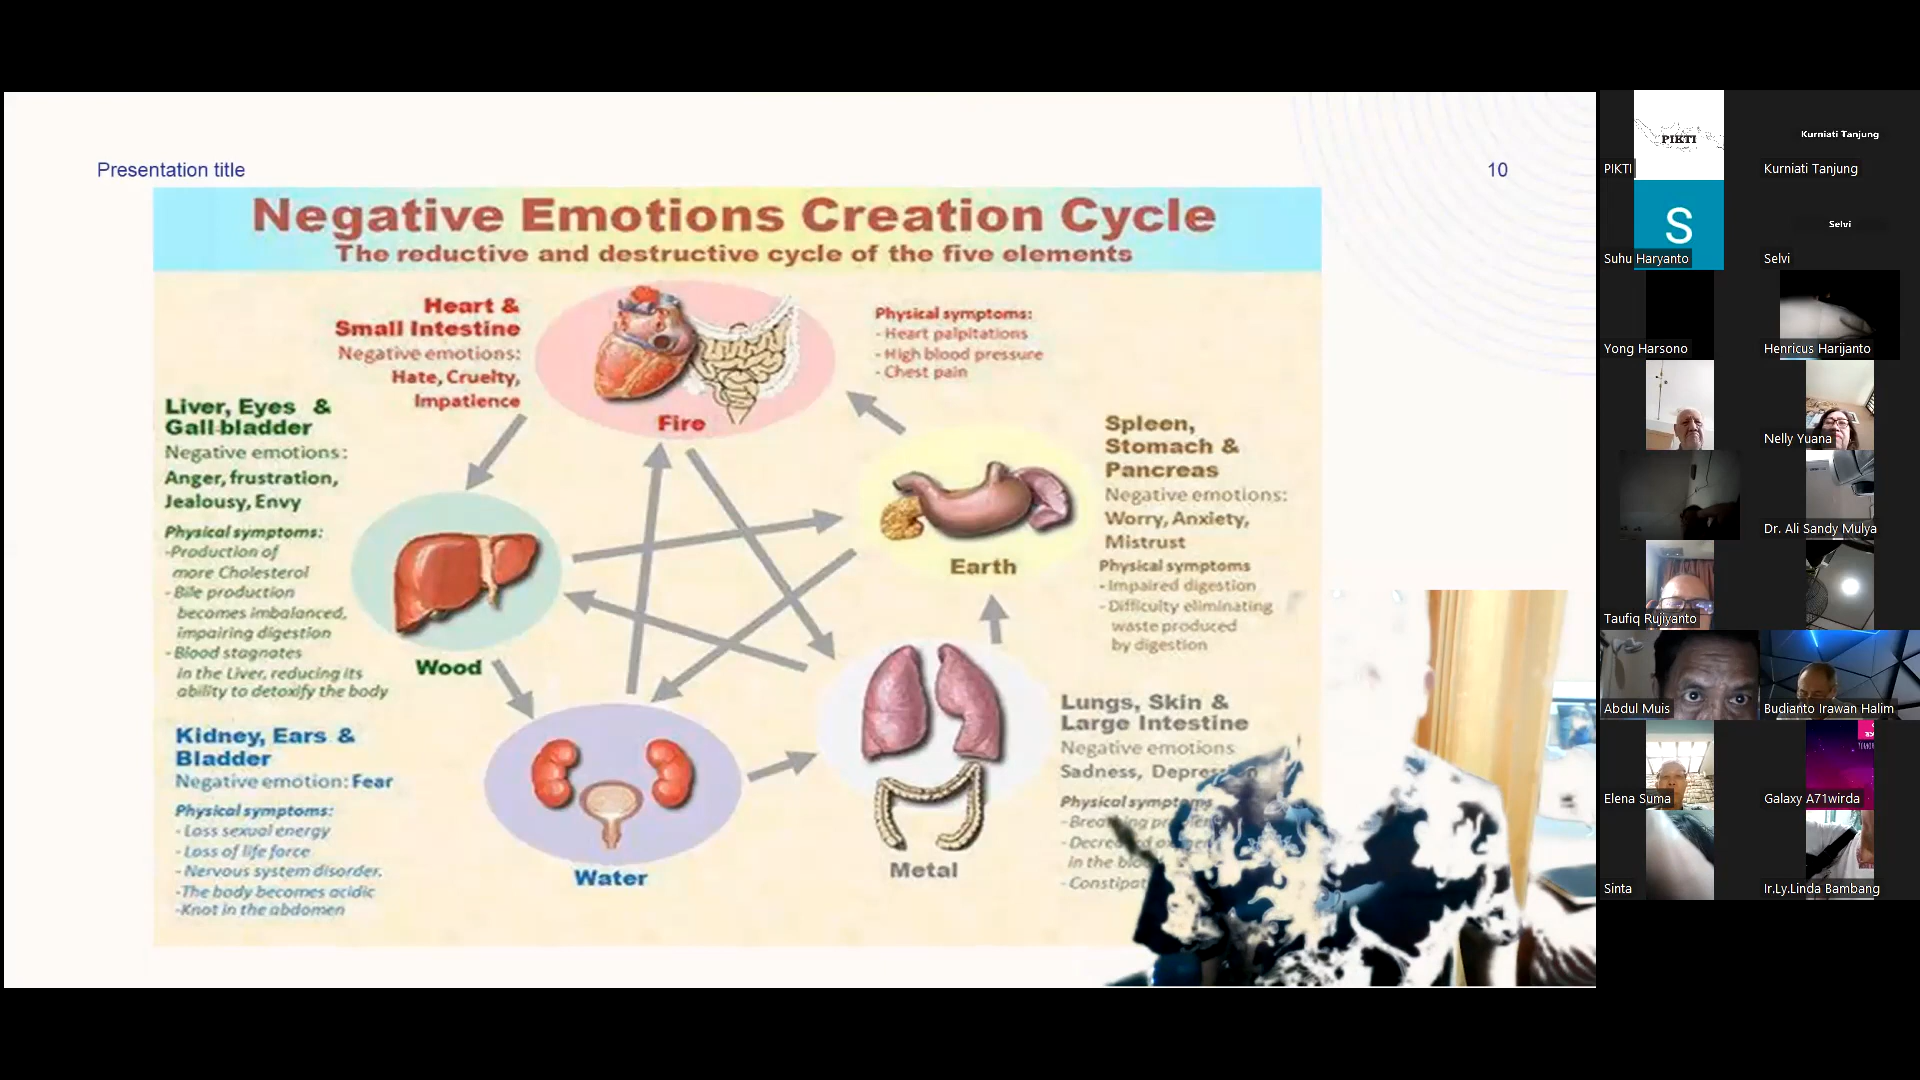 Presentation title
10
Negative Emotions Creation Cycle
The reductive and destructive cycle of the five elements
Heart &
Small Intestine
Negative emotions:
Hate, Cruelty,
Impatience
Fire
Physical symptoms:
- Heart palpitations
- High blood pressure
- Chest pain
Liver, Eyes &
Gall bladder
Negative emotions:
Anger, frustration,
Jealousy, Envy
Physical symptoms:
-Production of
more Cholesterol
- Bile production
becomes imbalanced,
impairing digestion
- Blood stagnates
in the Liver, reducing its
ability to detoxify the body
Wood
Spleen,
Stomach &
Pancreas
Negative emotions:
Worry, Anxiety,
Mistrust
Physical symptoms
- Impaired digestion
- Difficulty eliminating
waste produced
by digestion
Earth
Kidney, Ears &
Bladder
Negative emotion: Fear
Physical symptoms:
- Loss sexual energy
- Loss of life force
- Nervous system disorder.
-The body becomes acidic
-Knot in the abdomen
Water
Metal
Lungs, Skin &
Large Intestine
Negative emotions
Sadness, Depression
Physical symptoms
in the
PIKTI
PIKTI
Kurniati Tanjung
Kurniati Tanjung
S
Suhu Haryanto
Selvi
Selvi
Yong Harsono
Henricus Harijanto
Nelly Yuana
Dr. Ali Sandy Mulya
Taufiq Rujiyanto
Abdul Muis
Budianto Irawan Halim
Elena Suma
Galaxy A71wirda
Sinta
Ir.Ly.Linda Bambang